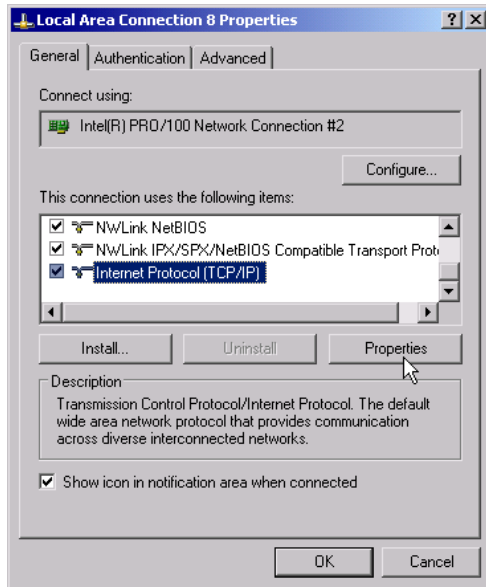 Local Area Connection 8 Properties
General Authentication Advanced
Connect using:
Intel(R) PRO/100 Network Connection #2
Configure...
This connection uses the following items:
NWLink NetBIOS
NWLink IPX/SPX/NetBIOS Compatible Transport Proto
Internet Protocol (TCP/IP)
Install... Uninstall Properties
Description
Transmission Control Protocol/Internet Protocol. The default
wide area network protocol that provides communication
across diverse interconnected networks.
Show icon in notification area when connected
OK Cancel